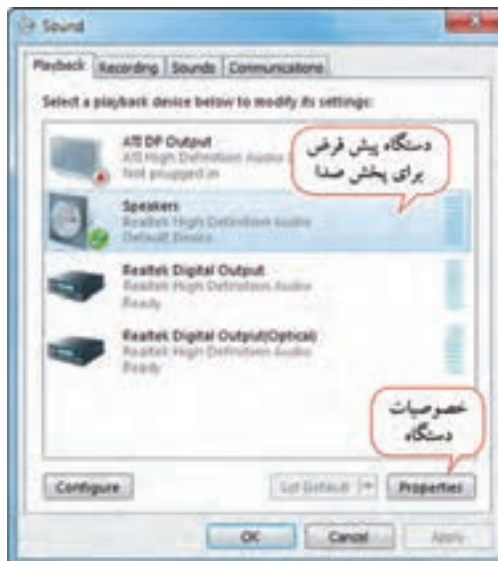 Sound
Playback Recording Sounds Communications
Select a playback device below to modify its settings:
ATI DP Output
ATI High Definition Audio
Not plugged in
دستگاه پیش فرض
برای پخش صدا
Speakers
Realtek High Definition Audio
Default Device
Realtek Digital Output
Realtek High Definition Audio
Ready
Realtek Digital Output(Optical)
Realtek High Definition Audio
Ready
خصوصیات
دستگاه
Configure Set Default Properties
OK Cancel Apply